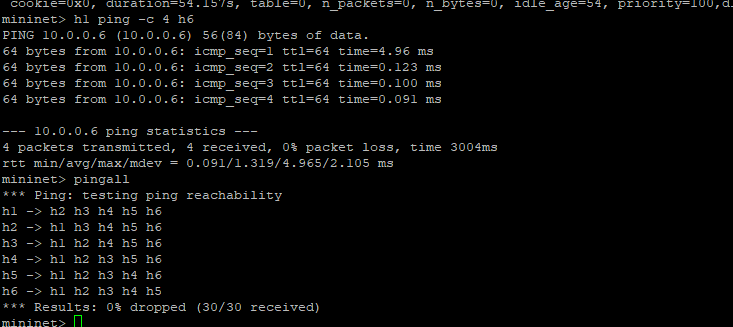 cookie=0x0, duration=54.157s, table=0, n_packets=0, n_bytes=0, idle_age=54, priority=100,dl
mininet> h1 ping -c 4 h6
PING 10.0.0.6 (10.0.0.6) 56(84) bytes of data.
64 bytes from 10.0.0.6: icmp_seq=1 ttl=64 time=4.96 ms
64 bytes from 10.0.0.6: icmp_seq=2 ttl=64 time=0.123 ms
64 bytes from 10.0.0.6: icmp_seq=3 ttl=64 time=0.100 ms
64 bytes from 10.0.0.6: icmp_seq=4 ttl=64 time=0.091 ms
--- 10.0.0.6 ping statistics ---
4 packets transmitted, 4 received, 0% packet loss, time 3004ms
rtt min/avg/max/mdev = 0.091/1.319/4.965/2.105 ms
mininet> pingall
*** Ping: testing ping reachability
h1 -> h2 h3 h4 h5 h6
h2 -> h1 h3 h4 h5 h6
h3 -> h1 h2 h4 h5 h6
h4 -> h1 h2 h3 h5 h6
h5 -> h1 h2 h3 h4 h6
h6 -> h1 h2 h3 h4 h5
*** Results: 0% dropped (30/30 received)
mininet>